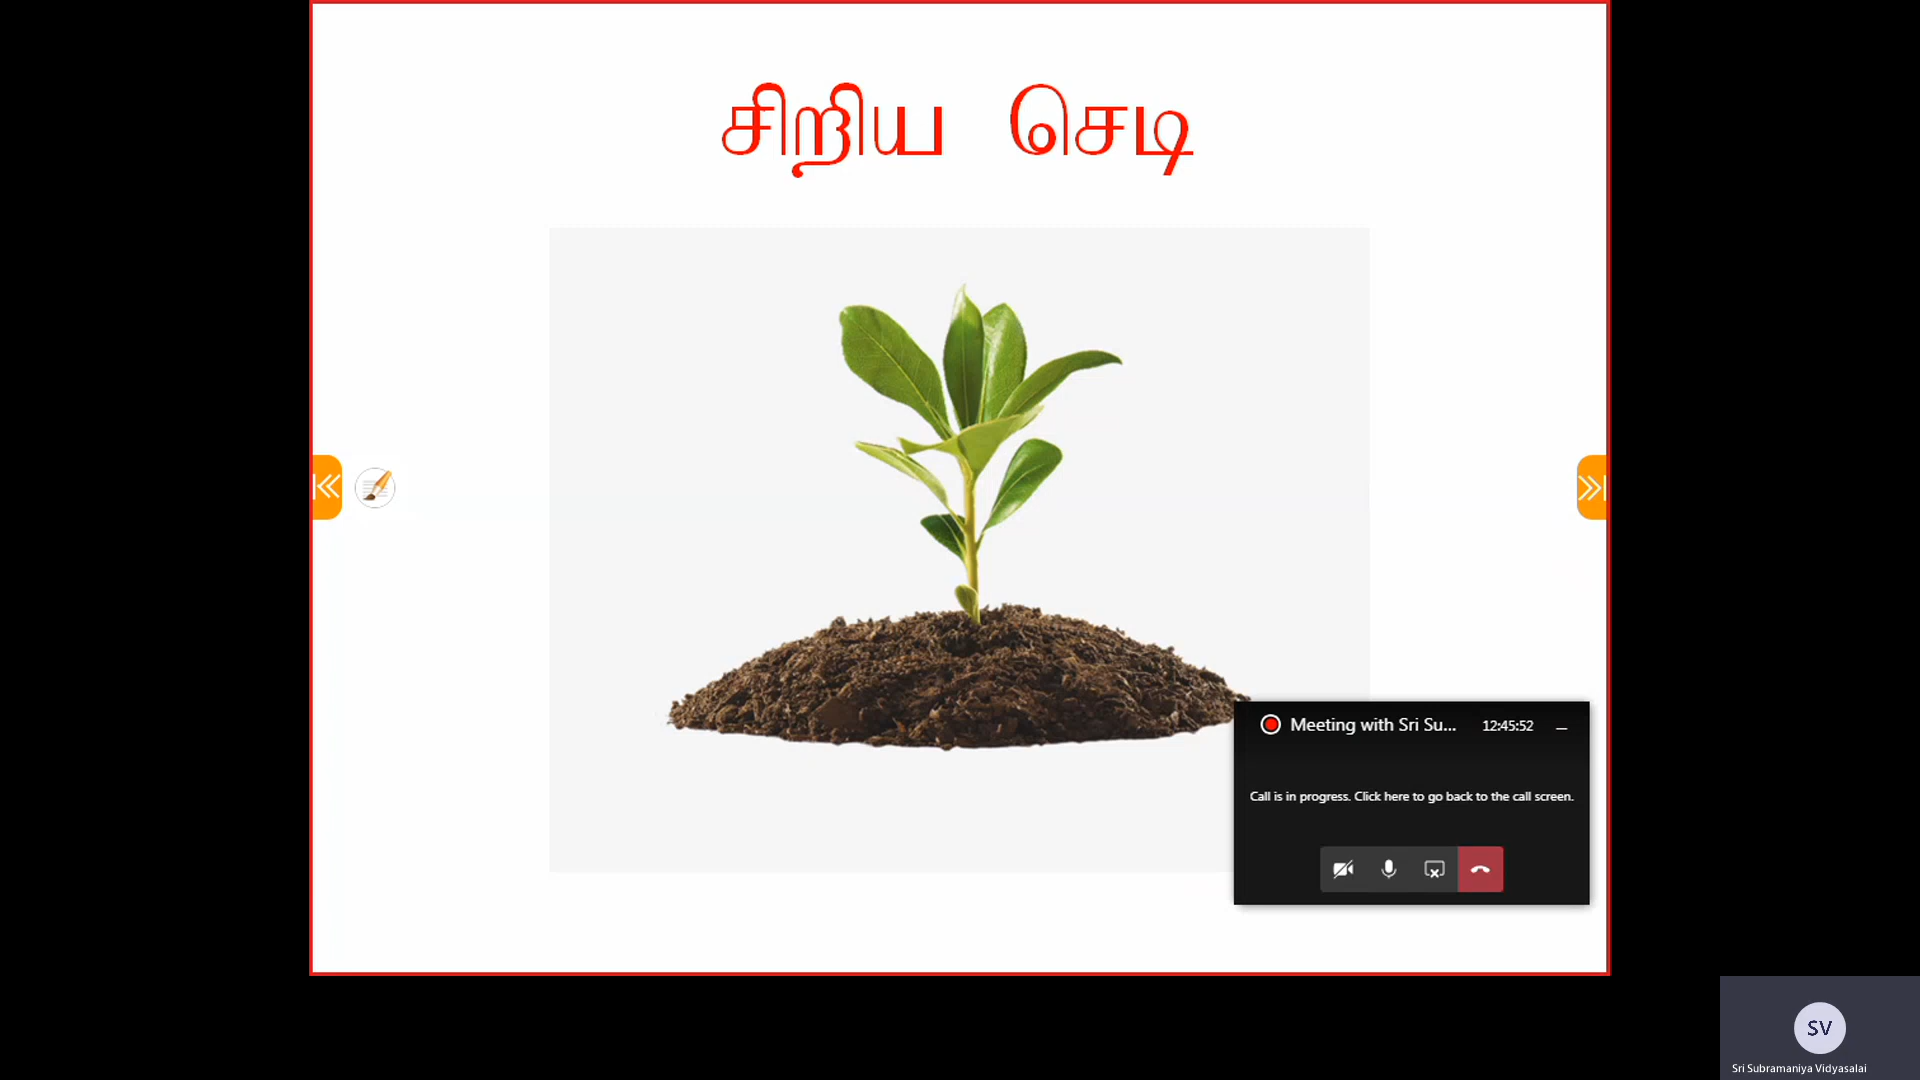 சிறிய செடி
Meeting with Sri Su... 12:45:52
Call is in progress. Click here to go back to the call screen.
SV
Sri Subramaniya Vidyasalai